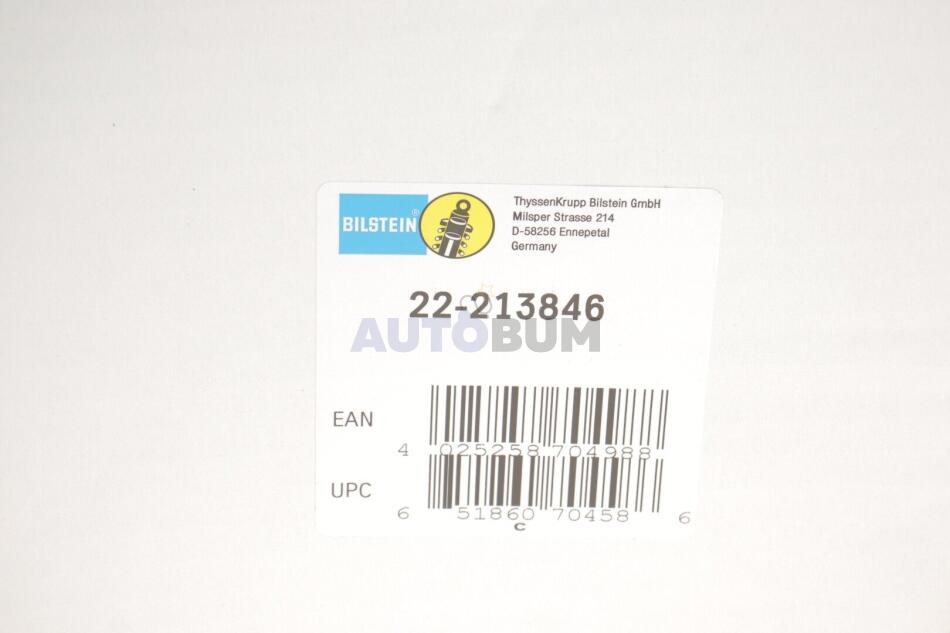 BILSTEIN®
ThyssenKrupp Bilstein GmbH
Milsper Strasse 214
D-58256 Ennepetal
Germany
22-213846
AUTOBUM
EAN
4 025258 704988
UPC
6 51860 70458 6
c